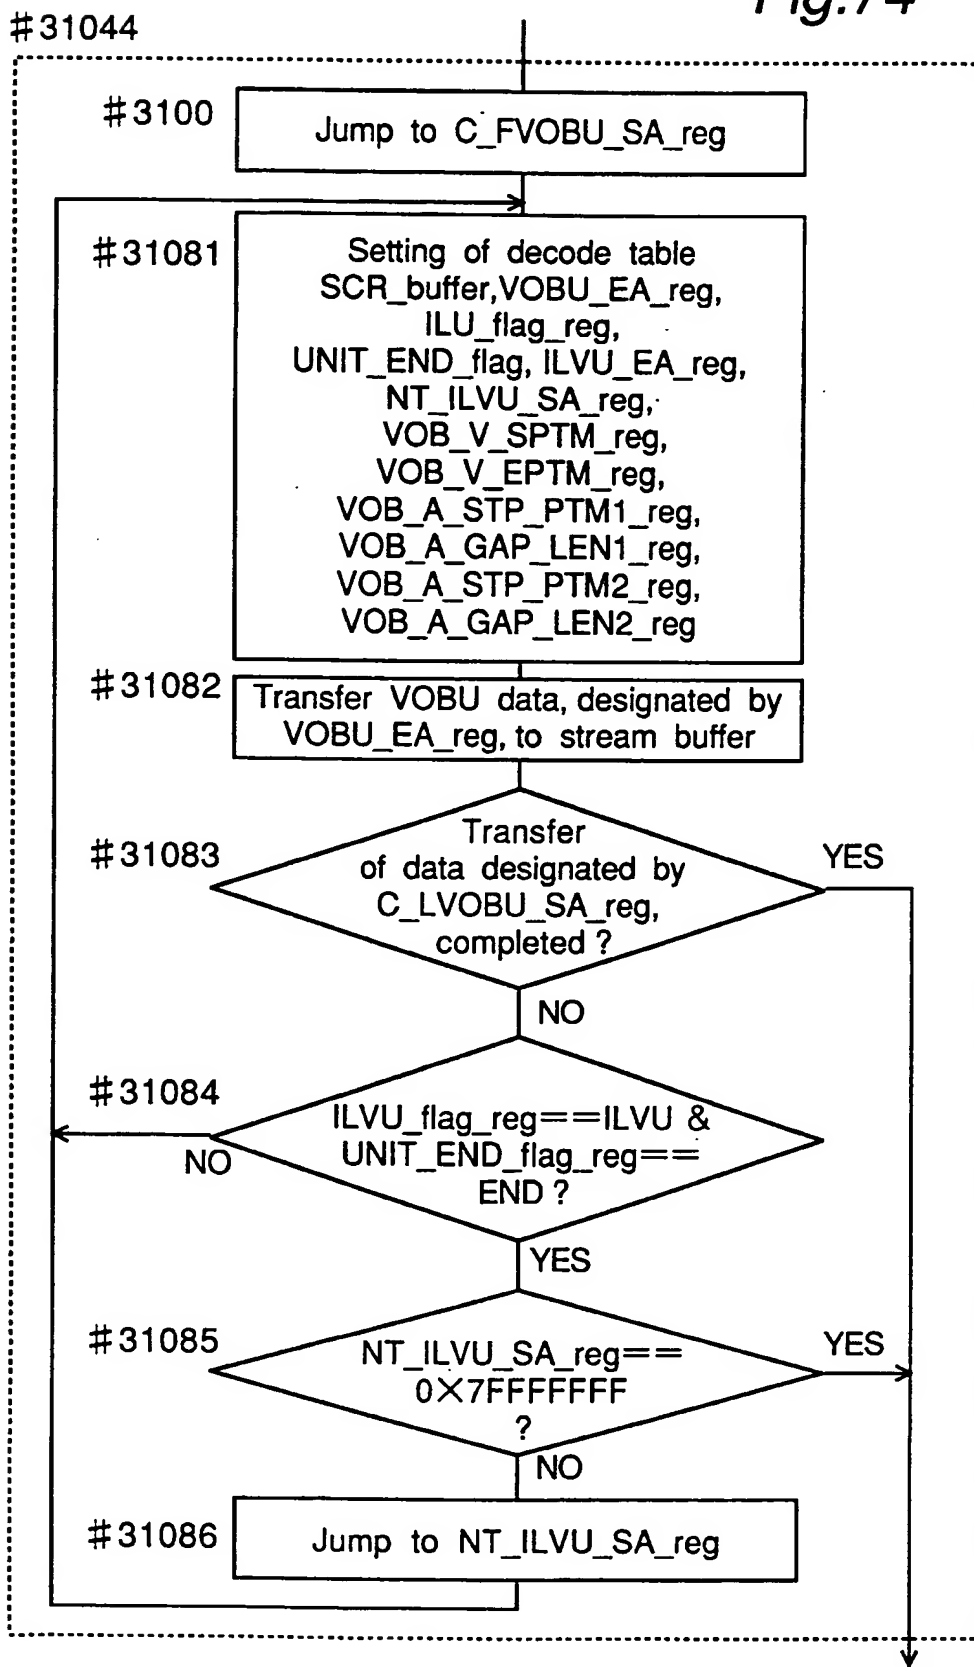 Fig.74
#31044
#3100
Jump to C_FVOBU_SA_reg
#31081
Setting of decode table
SCR_buffer,VOBU_EA_reg,
ILU_flag_reg,
UNIT_END_flag, ILVU_EA_reg,
NT_ILVU_SA_reg,
VOB_V_SPTM_reg,
VOB_V_EPTM_reg,
VOB_A_STP_PTM1_reg,
VOB_A_GAP_LEN1_reg,
VOB_A_STP_PTM2_reg,
VOB_A_GAP_LEN2_reg
#31082
Transfer VOBU data, designated by
VOBU_EA_reg, to stream buffer
#31083
Transfer
of data designated by
C_LVOBU_SA_reg,
completed ?
YES
NO
#31084
ILVU_flag_reg==ILVU &
UNIT_END_flag_reg==
END ?
NO
YES
#31085
NT_ILVU_SA_reg==
0×7FFFFFFF
?
YES
NO
#31086
Jump to NT_ILVU_SA_reg